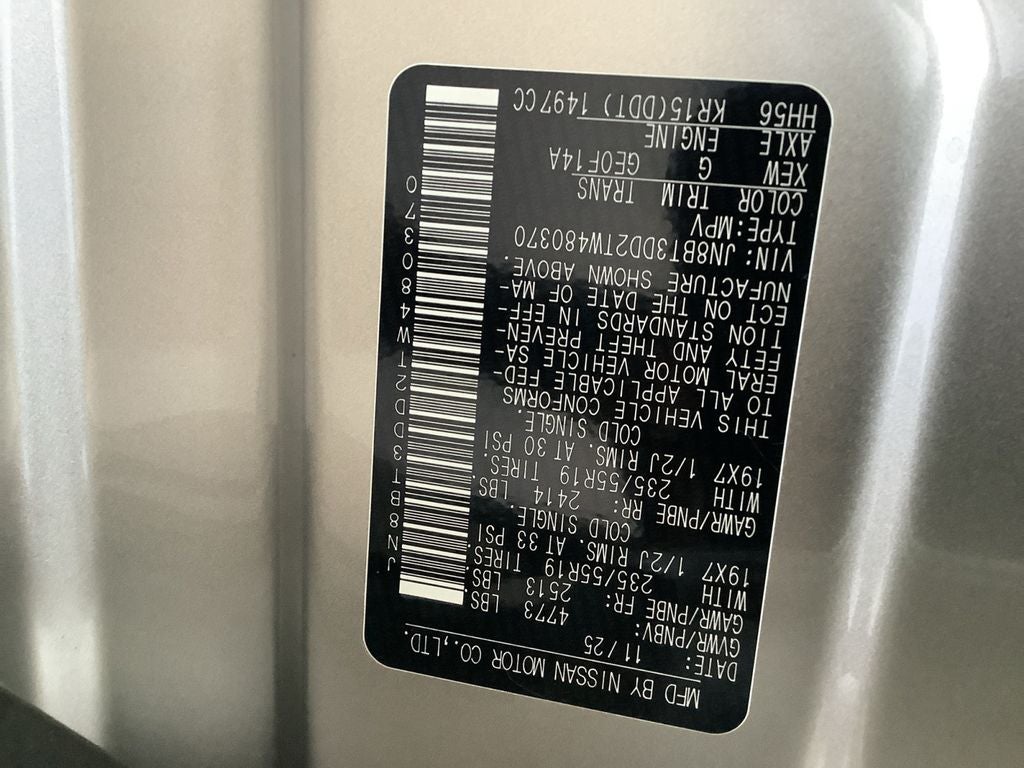 MFD BY NISSAN MOTOR CO.,LTD.
DATE: 11/25
GVWR/PNBV: 4773 LBS
GAWR/PNBE FR: 2513 LBS
WITH 235/55R19 TIRES.
19X7 1/2J RIMS. AT 33 PSI
COLD SINGLE.
GAWR/PNBE RR: 2414 LBS.
WITH 235/55R19 TIRES
19X7 1/2J RIMS. AT 30 PSI
COLD SINGLE.
THIS VEHICLE CONFORMS
TO ALL APPLICABLE FED-
ERAL MOTOR VEHICLE SA-
FETY AND THEFT PREVEN-
TION STANDARDS IN EFF-
ECT ON THE DATE OF MA-
NUFACTURE SHOWN ABOVE.
VIN: JN8BT3DD2TW480370
TYPE:MPV
COLOR TRIM TRANS
XEW G GE0F14A
AXLE ENGINE
HH56 KR15(DDT) 1497CC
JN8BT3DD2TW480370